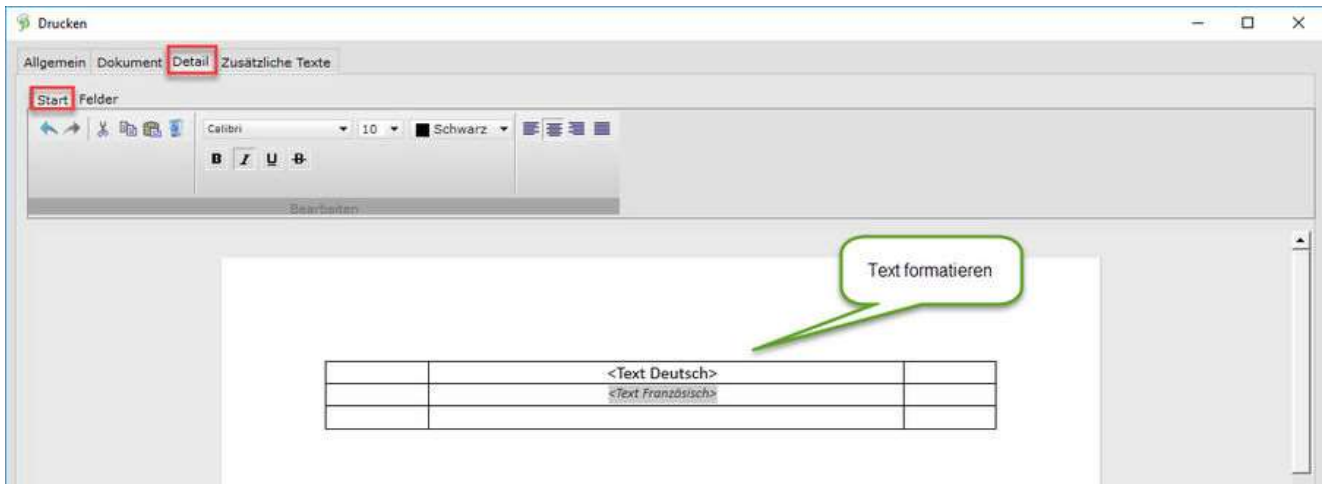 Drucken
Allgemein Dokument Detail Zusätzliche Texte
Start Felder
Calibri 10 Schwarz
B I U B
Bearbeiten
Text formatieren
<Text Deutsch>
<Text Französisch>